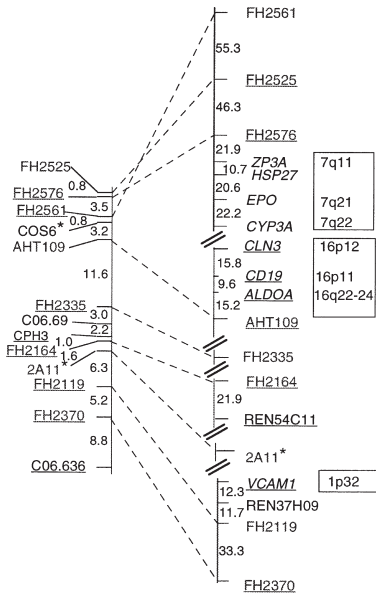 FH2561
55.3
FH2525
46.3
FH2576
21.9
ZP3A 7q11
10.7
HSP27
20.6
EPO 7q21
22.2
7q22
CYP3A
CLN3 16p12
15.8
CD19 16p11
9.6
ALDOA 16q22-24
15.2
AHT109
FH2335
FH2164
21.9
REN54C11
2A11*
VCAM1 1p32
12.3
REN37H09
11.7
FH2119
33.3
FH2370
FH2525
0.8
FH2576
3.5
FH2561
0.8
COS6*
3.2
AHT109
11.6
FH2335
3.0
C06.69
2.2
CPH3
1.0
FH2164
1.6
2A11*
6.3
FH2119
5.2
FH2370
8.8
C06.636